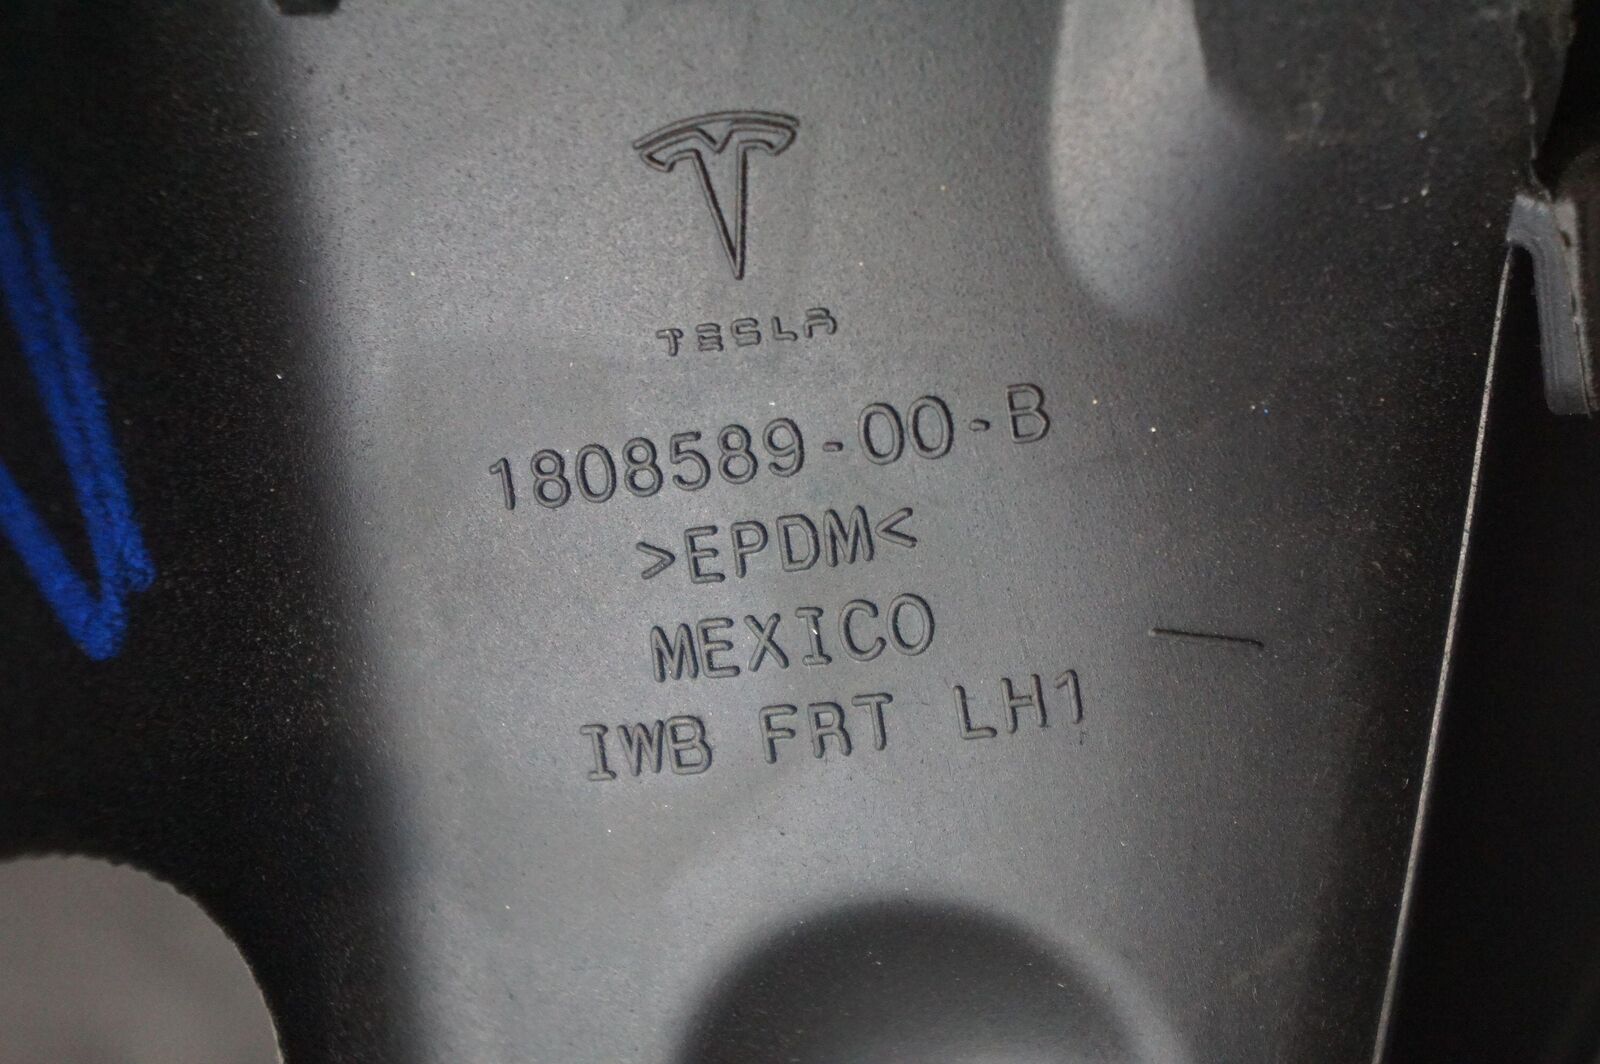 TESLA
1808589-00-B
>EPDM<
MEXICO
IWB FRT LH1